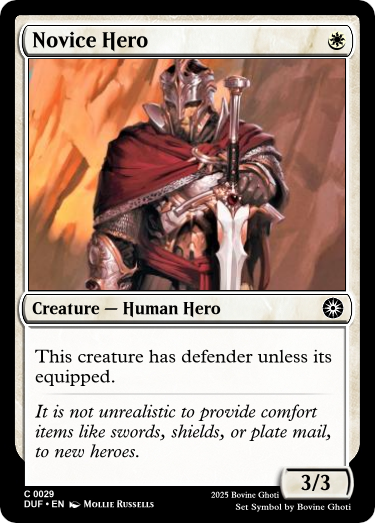 Novice Hero
Creature — Human Hero
This creature has defender unless its
equipped.
It is not unrealistic to provide comfort
items like swords, shields, or plate mail,
to new heroes.
3/3
C 0029
DUF • EN Mollie Russells
2025 Bovine Ghoti
Set Symbol by Bovine Ghoti